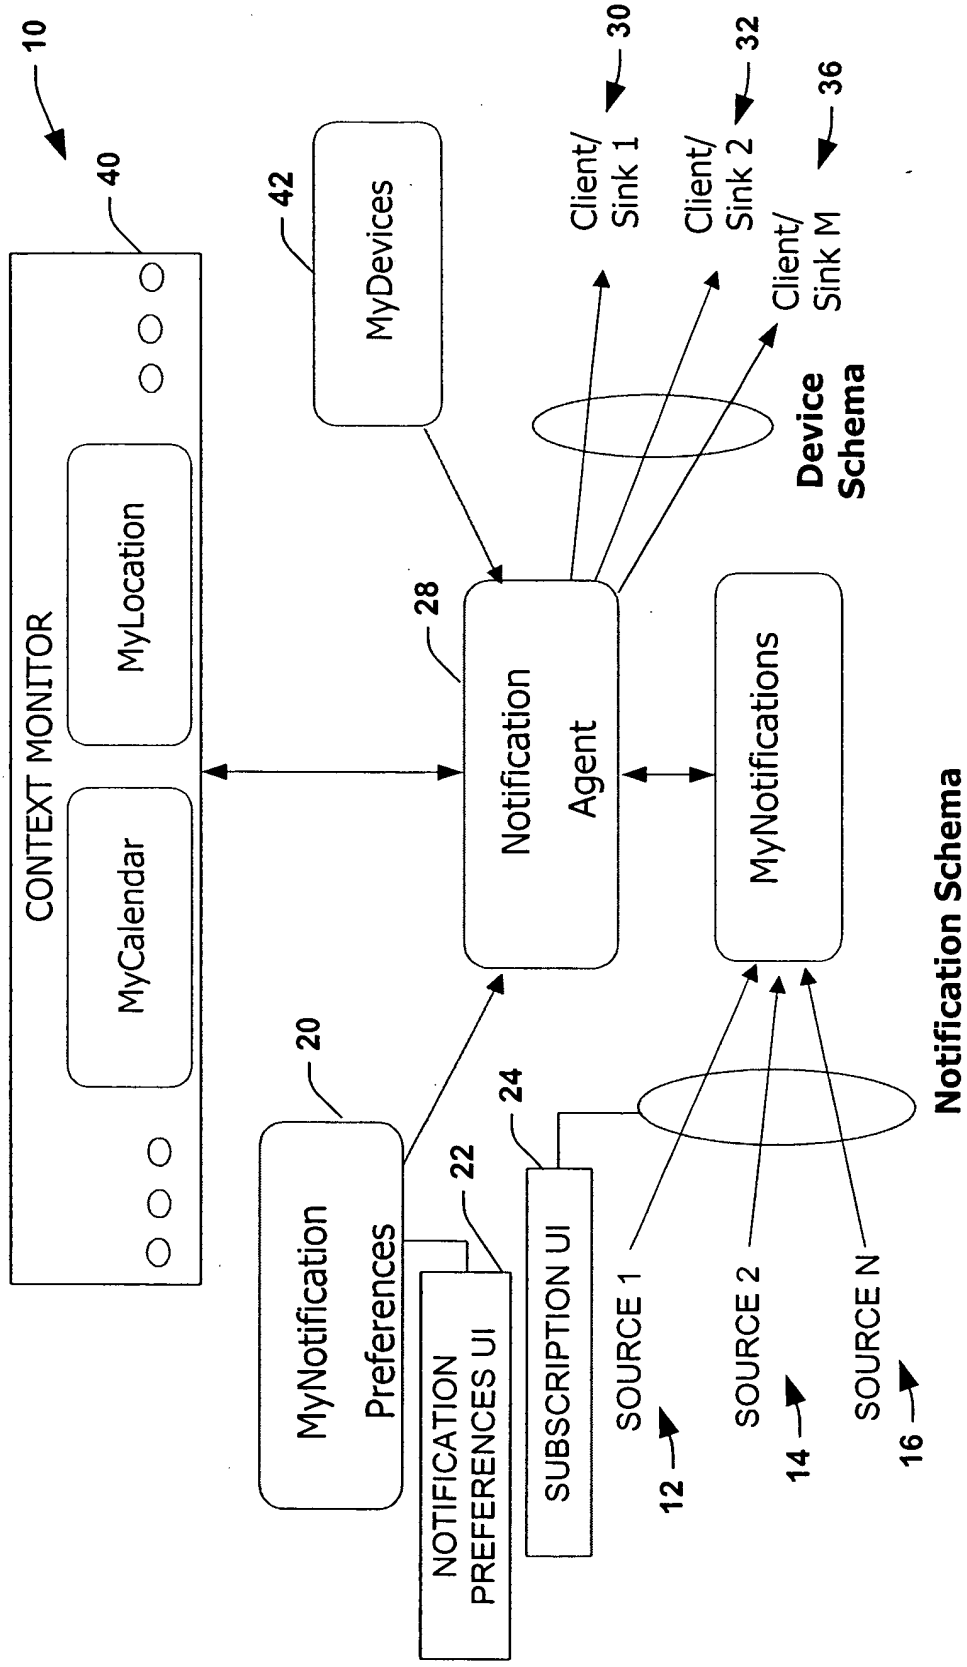 10
CONTEXT MONITOR
40
MyCalendar
MyLocation
42
MyDevices
20
MyNotification
Preferences
22
NOTIFICATION
PREFERENCES UI
24
SUBSCRIPTION UI
28
Notification
Agent
30
Client/
Sink 1
32
Client/
Sink 2
36
Client/
Sink M
Device
Schema
MyNotifications
SOURCE 1
12
SOURCE 2
14
SOURCE N
16
Notification Schema